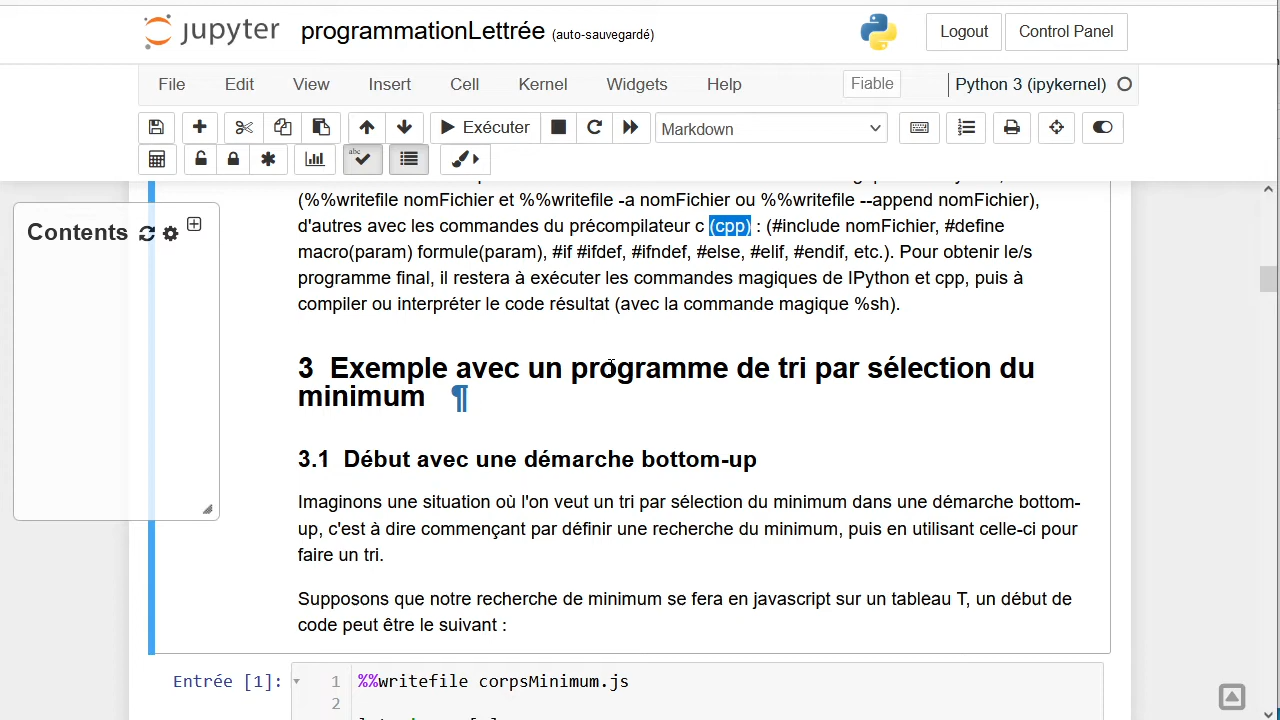 jupyter programmationLettrée (auto-sauvegardé) Logout Control Panel
File Edit View Insert Cell Kernel Widgets Help Fiable Python 3 (ipykernel)
Exécuter Markdown
abc
(%%writefile nomFichier et %%writefile -a nomFichier ou %%writefile --append nomFichier),
d'autres avec les commandes du précompilateur c (cpp) : (#include nomFichier, #define
macro(param) formule(param), #if #ifdef, #ifndef, #else, #elif, #endif, etc.). Pour obtenir le/s
programme final, il restera à exécuter les commandes magiques de IPython et cpp, puis à
compiler ou interpréter le code résultat (avec la commande magique %sh).
Contents
3 Exemple avec un programme de tri par sélection du
minimum ¶
3.1 Début avec une démarche bottom-up
Imaginons une situation où l'on veut un tri par sélection du minimum dans une démarche bottom-
up, c'est à dire commençant par définir une recherche du minimum, puis en utilisant celle-ci pour
faire un tri.
Supposons que notre recherche de minimum se fera en javascript sur un tableau T, un début de
code peut être le suivant :
Entrée [1]: 1 %%writefile corpsMinimum.js
2